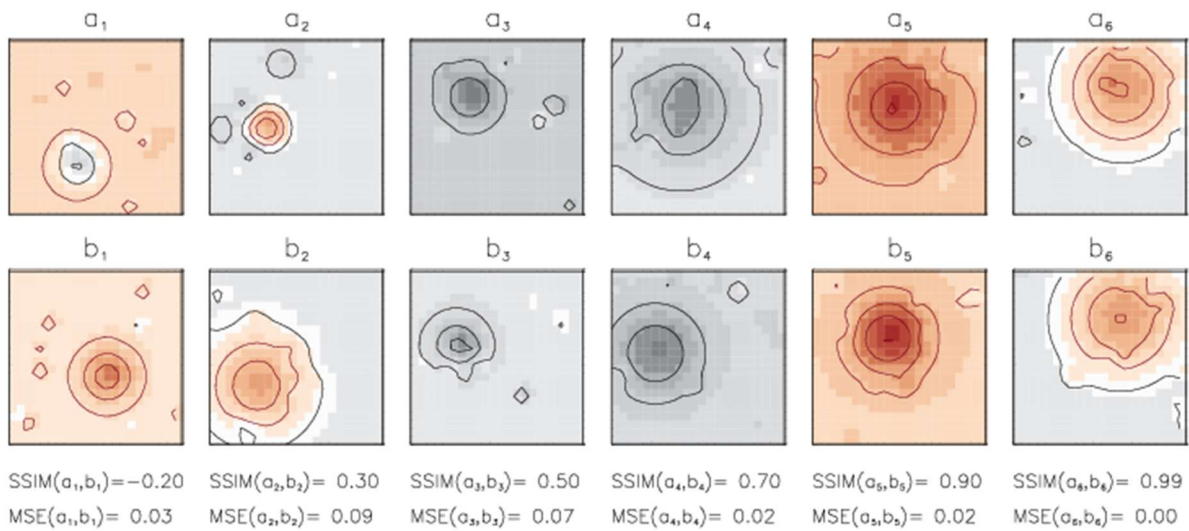 a₁ a₂ a₃ a₄ a₅ a₆
b₁ b₂ b₃ b₄ b₅ b₆
SSIM(a₁,b₁)=−0.20 SSIM(a₂,b₂)= 0.30 SSIM(a₃,b₃)= 0.50 SSIM(a₄,b₄)= 0.70 SSIM(a₅,b₅)= 0.90 SSIM(a₆,b₆)= 0.99
MSE(a₁,b₁)= 0.03 MSE(a₂,b₂)= 0.09 MSE(a₃,b₃)= 0.07 MSE(a₄,b₄)= 0.02 MSE(a₅,b₅)= 0.02 MSE(a₆,b₆)= 0.00